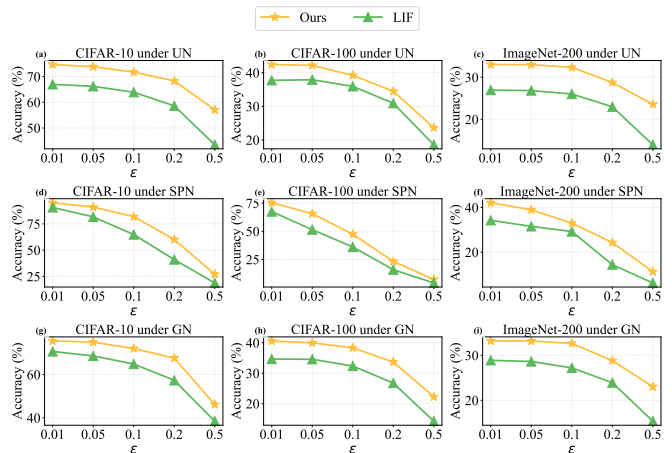 Ours LIF
(a) CIFAR-10 under UN
Accuracy (%)
70
50
0.01 0.05 0.1 0.2 0.5
ε
(b) CIFAR-100 under UN
Accuracy (%)
40
30
20
0.01 0.05 0.1 0.2 0.5
ε
(c) ImageNet-200 under UN
Accuracy (%)
30
20
0.01 0.05 0.1 0.2 0.5
ε
(d) CIFAR-10 under SPN
Accuracy (%)
75
50
25
0.01 0.05 0.1 0.2 0.5
ε
(e) CIFAR-100 under SPN
Accuracy (%)
75
50
25
0.01 0.05 0.1 0.2 0.5
ε
(f) ImageNet-200 under SPN
Accuracy (%)
40
20
0.01 0.05 0.1 0.2 0.5
ε
(g) CIFAR-10 under GN
Accuracy (%)
60
40
0.01 0.05 0.1 0.2 0.5
ε
(h) CIFAR-100 under GN
Accuracy (%)
40
30
20
0.01 0.05 0.1 0.2 0.5
ε
(i) ImageNet-200 under GN
Accuracy (%)
30
20
0.01 0.05 0.1 0.2 0.5
ε